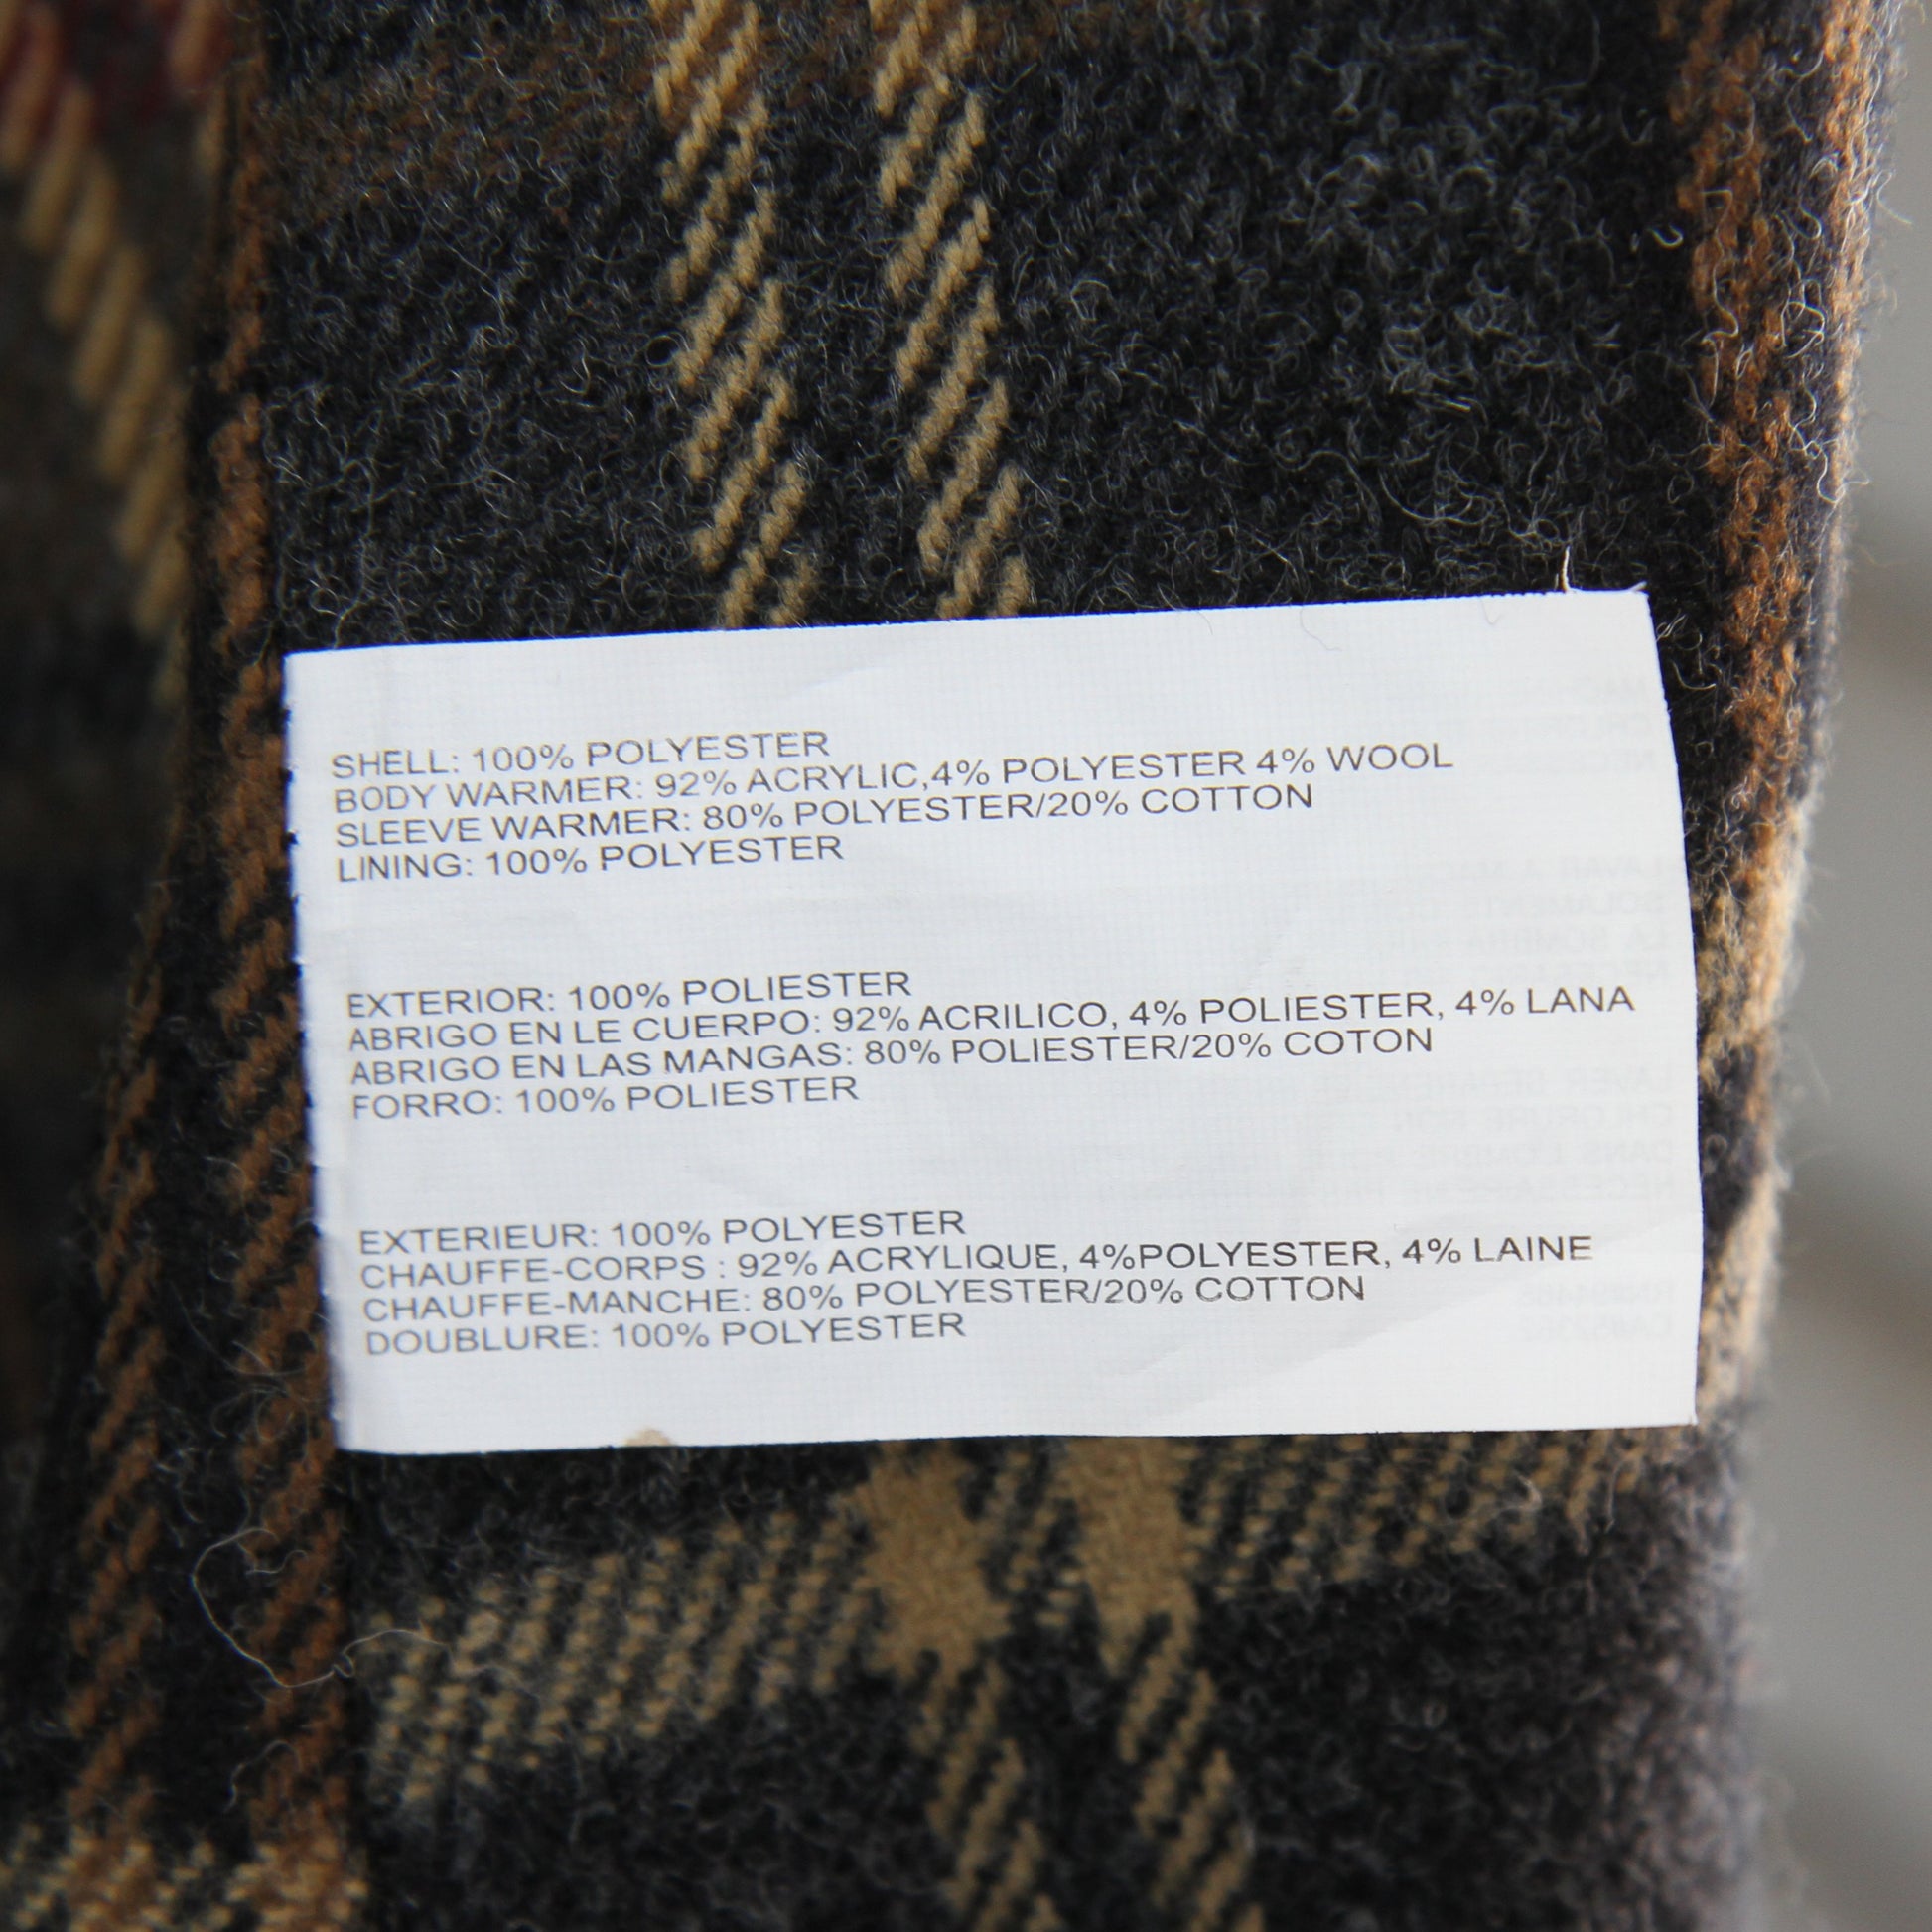 SHELL: 100% POLYESTER
BODY WARMER: 92% ACRYLIC,4% POLYESTER 4% WOOL
SLEEVE WARMER: 80% POLYESTER/20% COTTON
LINING: 100% POLYESTER
EXTERIOR: 100% POLIESTER
ABRIGO EN LE CUERPO: 92% ACRILICO, 4% POLIESTER, 4% LANA
ABRIGO EN LAS MANGAS: 80% POLIESTER/20% COTON
FORRO: 100% POLIESTER
EXTERIEUR: 100% POLYESTER
CHAUFFE-CORPS : 92% ACRYLIQUE, 4%POLYESTER, 4% LAINE
CHAUFFE-MANCHE: 80% POLYESTER/20% COTTON
DOUBLURE: 100% POLYESTER